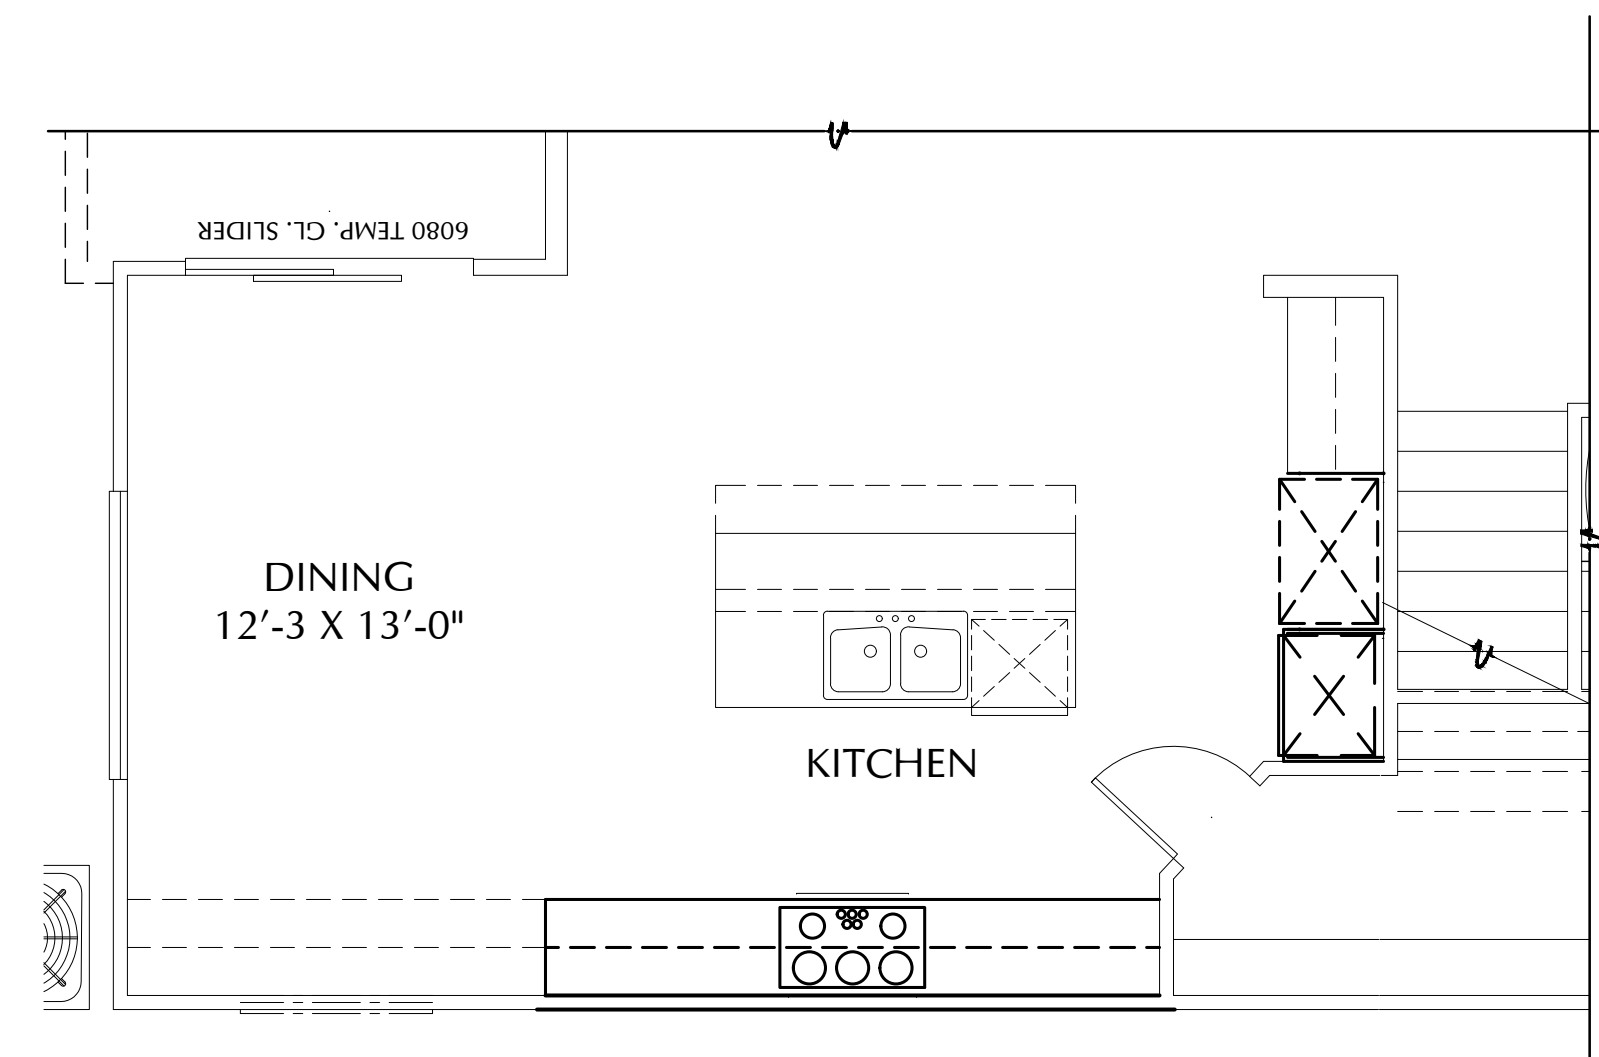 6080 TEMP. GL. SLIDER
DINING
12'-3 X 13'-0"
KITCHEN